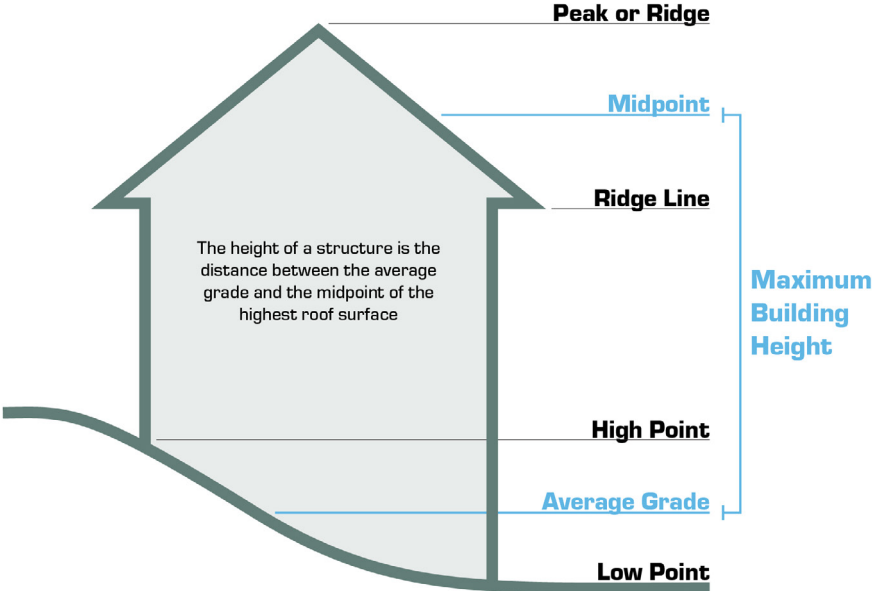 Peak or Ridge
Midpoint
Ridge Line
The height of a structure is the
distance between the average
grade and the midpoint of the
highest roof surface
Maximum
Building
Height
High Point
Average Grade
Low Point